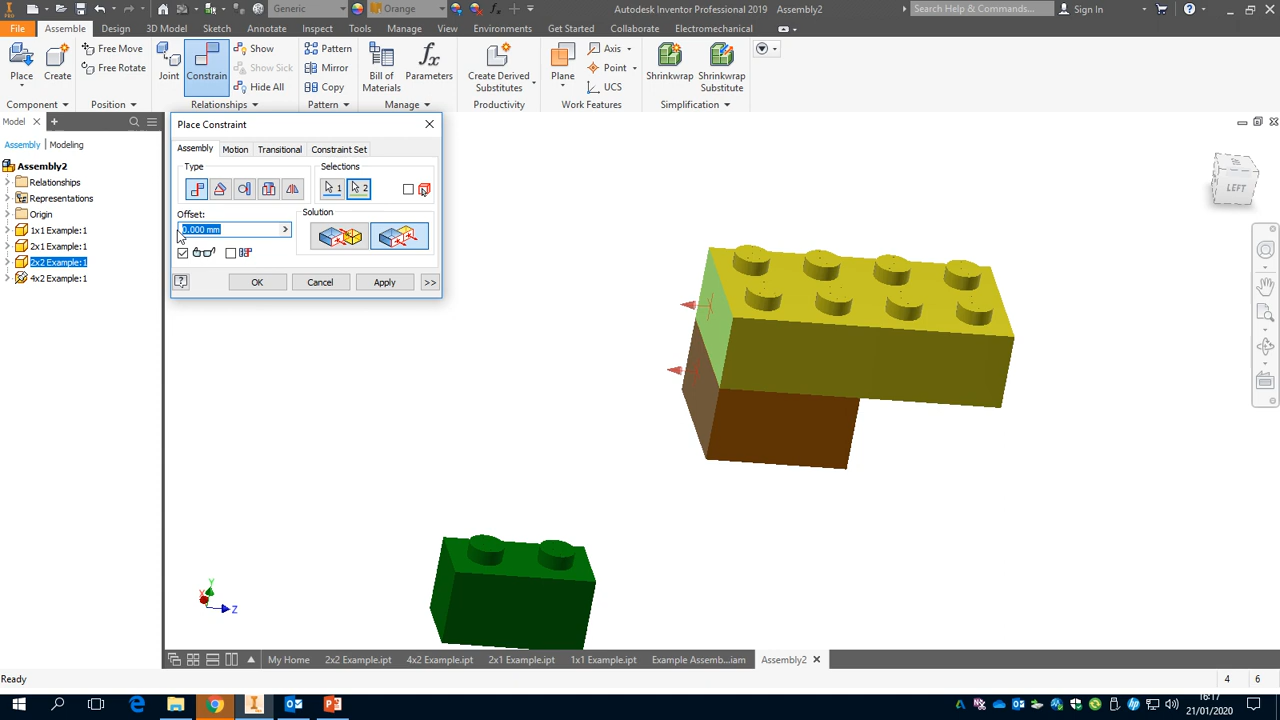 Generic
Orange
Autodesk Inventor Professional 2019 Assembly2
Search Help & Commands...
Sign In
File Assemble Design 3D Model Sketch Annotation Inspect Tools Manage View Environments Get Started Collaborate Electromechanical
Place
Create
Free Move
Free Rotate
Joint
Constrain
Show
Show Sick
Hide All
Pattern
Mirror
Copy
Bill of
Materials
Parameters
Create Derived
Substitutes
Plane
Axis
Point
UCS
Shrinkwrap
Shrinkwrap
Substitute
Component Position Relationships Pattern Manage Productivity Work Features Simplification
Model
Assembly Modeling
Assembly2
Relationships
Representations
Origin
1x1 Example:1
2x1 Example:1
2x2 Example:1
4x2 Example:1
Place Constraint
Assembly Motion Transitional Constraint Set
Type
Selections
1
2
Offset:
0.000 mm
Solution
OK Cancel Apply >>
LEFT
Y
X
Z
My Home 2x2 Example.ipt 4x2 Example.ipt 2x1 Example.ipt 1x1 Example.ipt Example Assemb...iam Assembly2
Ready
4 6
16:17
21/01/2020